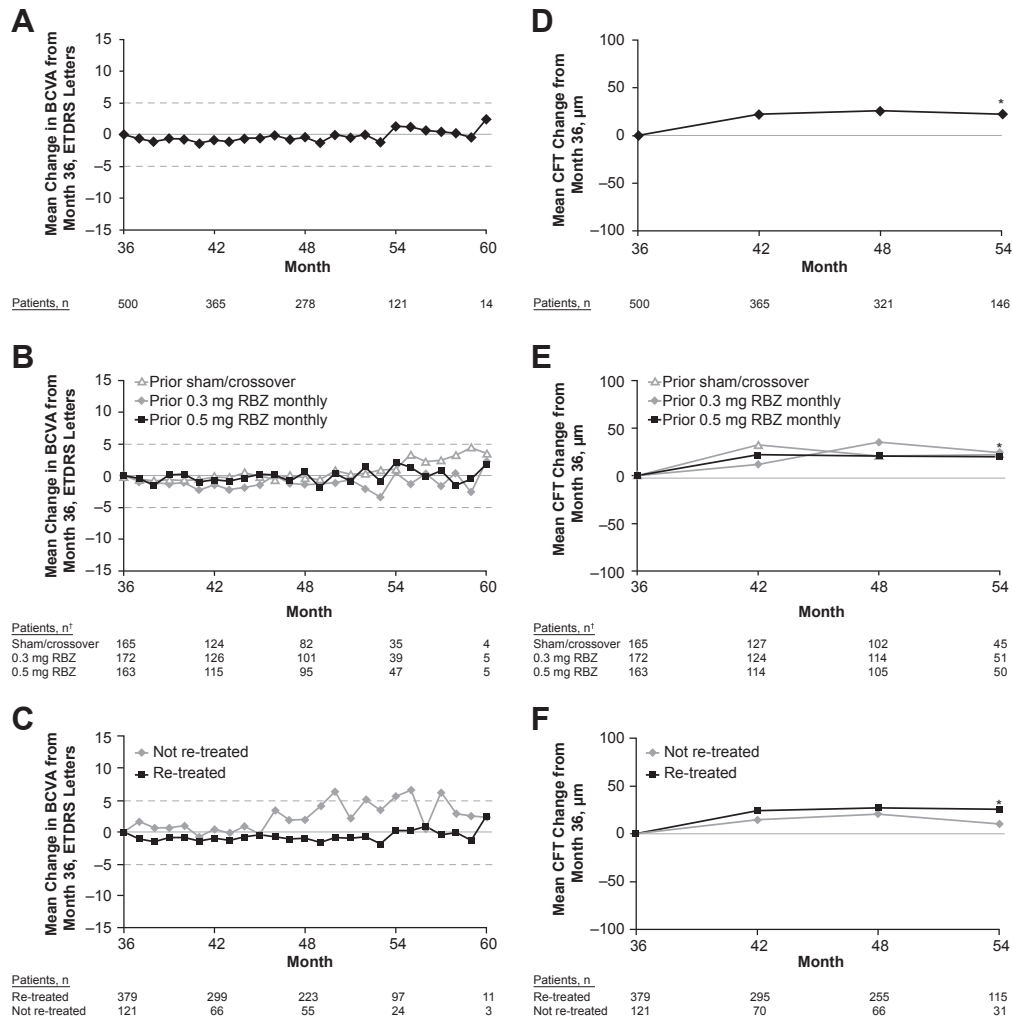 A
Mean Change in BCVA from
Month 36, ETDRS Letters
15
10
5
0
–5
–10
–15
36 42 48 54 60
Month
Patients, n 500 365 278 121 14
D
Mean CFT Change from
Month 36, µm
100
50
0
–50
–100
*
36 42 48 54
Month
Patients, n 500 365 321 146
B
Mean Change in BCVA from
Month 36, ETDRS Letters
15
10
5
0
–5
–10
–15
Prior sham/crossover
Prior 0.3 mg RBZ monthly
Prior 0.5 mg RBZ monthly
36 42 48 54 60
Month
Patients, n†
Sham/crossover 165 124 82 35 4
0.3 mg RBZ 172 126 101 39 5
0.5 mg RBZ 163 115 95 47 5
E
Mean CFT Change from
Month 36, µm
100
50
0
–50
–100
Prior sham/crossover
Prior 0.3 mg RBZ monthly
Prior 0.5 mg RBZ monthly
*
36 42 48 54
Month
Patients, n†
Sham/crossover 165 127 102 45
0.3 mg RBZ 172 124 114 51
0.5 mg RBZ 163 114 105 50
C
Mean Change in BCVA from
Month 36, ETDRS Letters
15
10
5
0
–5
–10
–15
Not re-treated
Re-treated
36 42 48 54 60
Month
Patients, n
Re-treated 379 299 223 97 11
Not re-treated 121 66 55 24 3
F
Mean CFT Change from
Month 36, µm
100
50
0
–50
–100
Not re-treated
Re-treated
*
36 42 48 54
Month
Patients, n
Re-treated 379 295 255 115
Not re-treated 121 70 66 31